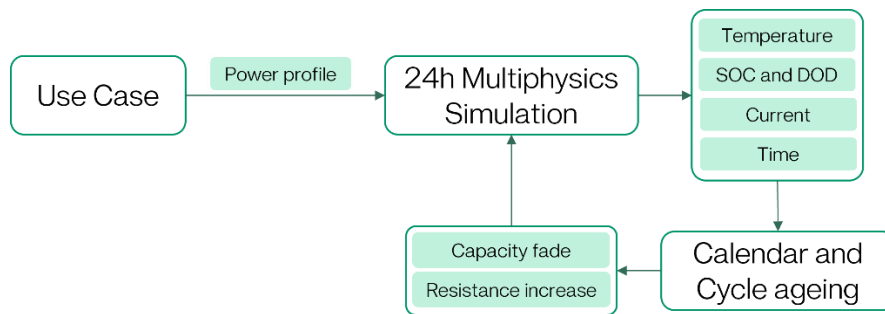 Use Case
Power profile
24h Multiphysics
Simulation
Temperature
SOC and DOD
Current
Time
Calendar and
Cycle ageing
Capacity fade
Resistance increase